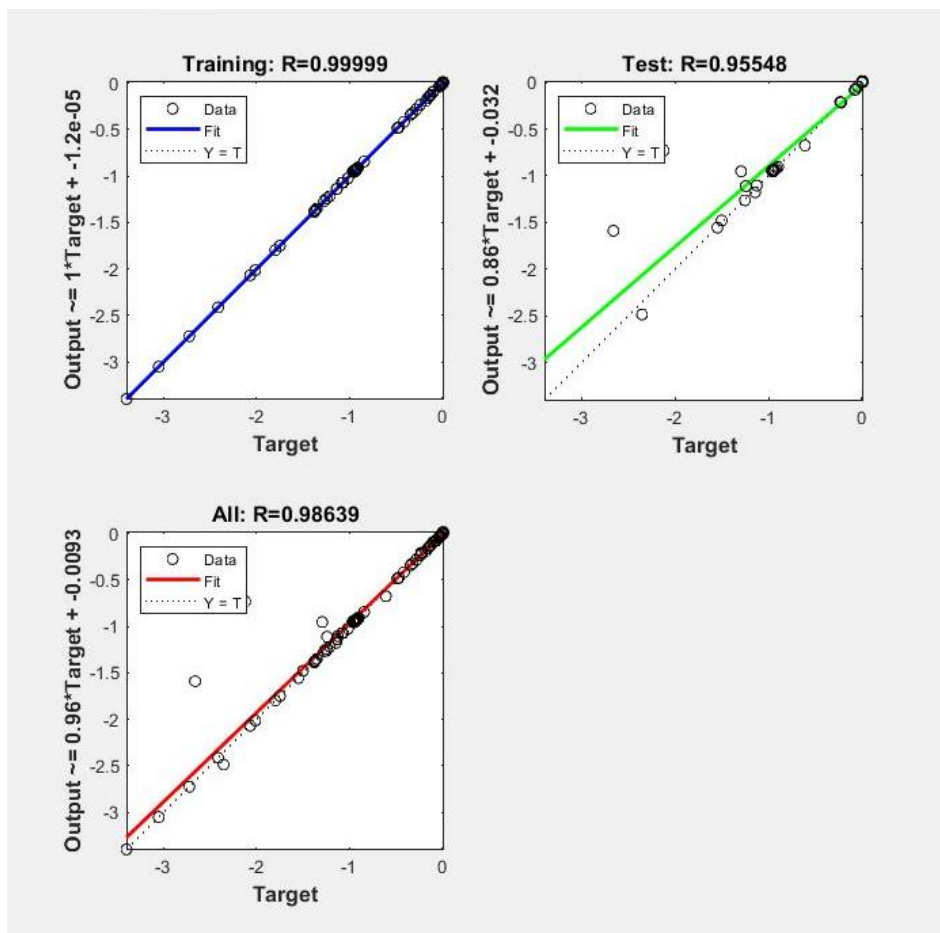 Training: R=0.99999
Output ~= 1*Target + -1.2e-05
0
-0.5
-1
-1.5
-2
-2.5
-3
Data
Fit
Y = T
-3 -2 -1 0
Target
Test: R=0.95548
Output ~= 0.86*Target + -0.032
0
-0.5
-1
-1.5
-2
-2.5
-3
Data
Fit
Y = T
-3 -2 -1 0
Target
All: R=0.98639
Output ~= 0.96*Target + -0.0093
0
-0.5
-1
-1.5
-2
-2.5
-3
Data
Fit
Y = T
-3 -2 -1 0
Target